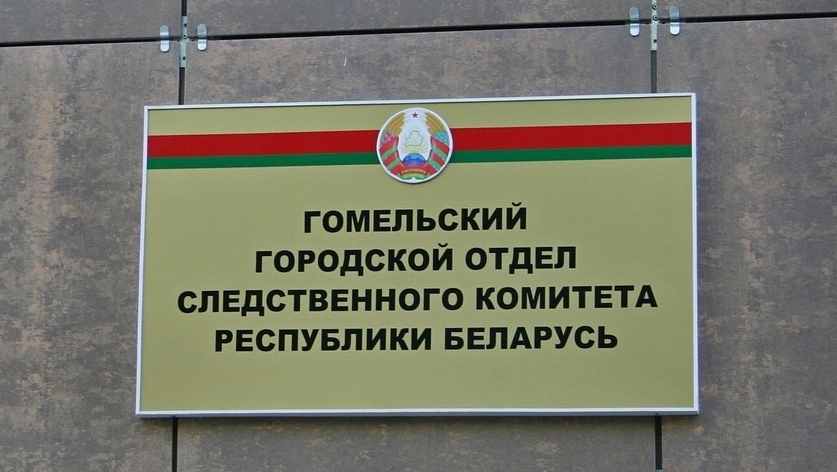 ГОМЕЛЬСКИЙ
ГОРОДСКОЙ ОТДЕЛ
СЛЕДСТВЕННОГО КОМИТЕТА
РЕСПУБЛИКИ БЕЛАРУСЬ